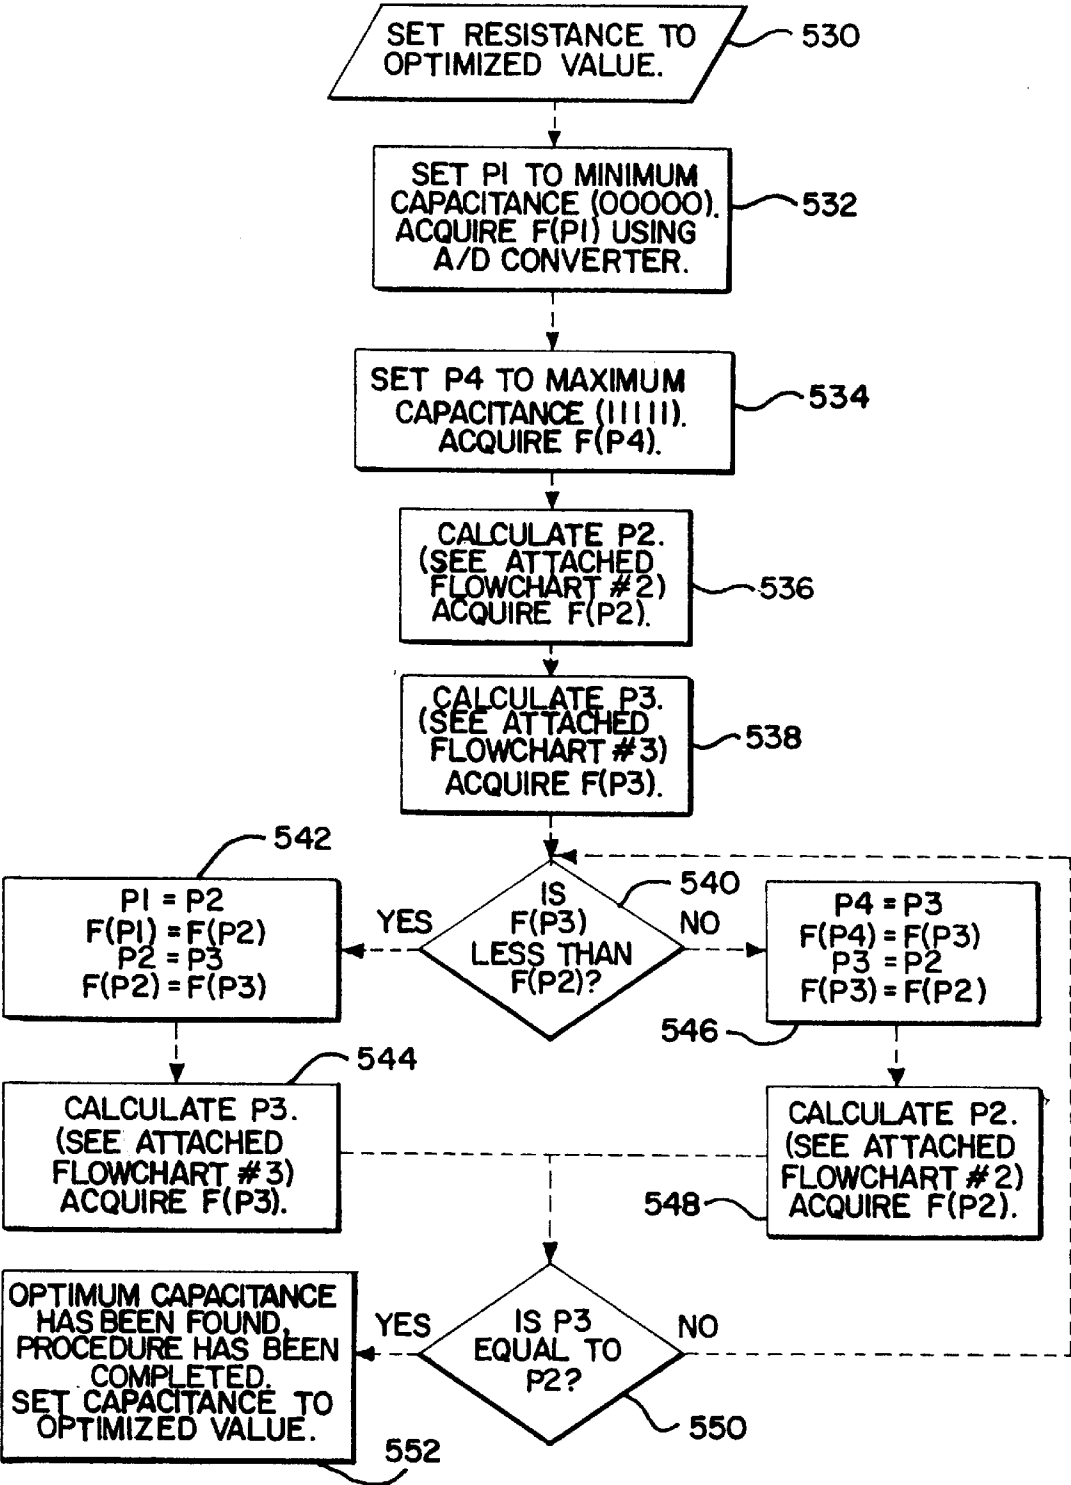 SET RESISTANCE TO
OPTIMIZED VALUE.
530
SET P1 TO MINIMUM
CAPACITANCE (00000).
ACQUIRE F(P1) USING
A/D CONVERTER.
532
SET P4 TO MAXIMUM
CAPACITANCE (11111).
ACQUIRE F(P4).
534
CALCULATE P2.
(SEE ATTACHED
FLOWCHART #2)
ACQUIRE F(P2).
536
CALCULATE P3.
(SEE ATTACHED
FLOWCHART #3)
ACQUIRE F(P3).
538
IS
F(P3)
LESS THAN
F(P2)?
540
YES
NO
542
P1 = P2
F(P1) = F(P2)
P2 = P3
F(P2) = F(P3)
P4 = P3
F(P4) = F(P3)
P3 = P2
F(P3) = F(P2)
546
544
CALCULATE P3.
(SEE ATTACHED
FLOWCHART #3)
ACQUIRE F(P3).
CALCULATE P2.
(SEE ATTACHED
FLOWCHART #2)
ACQUIRE F(P2).
548
IS P3
EQUAL TO
P2?
550
YES
NO
OPTIMUM CAPACITANCE
HAS BEEN FOUND,
PROCEDURE HAS BEEN
COMPLETED.
SET CAPACITANCE TO
OPTIMIZED VALUE.
552